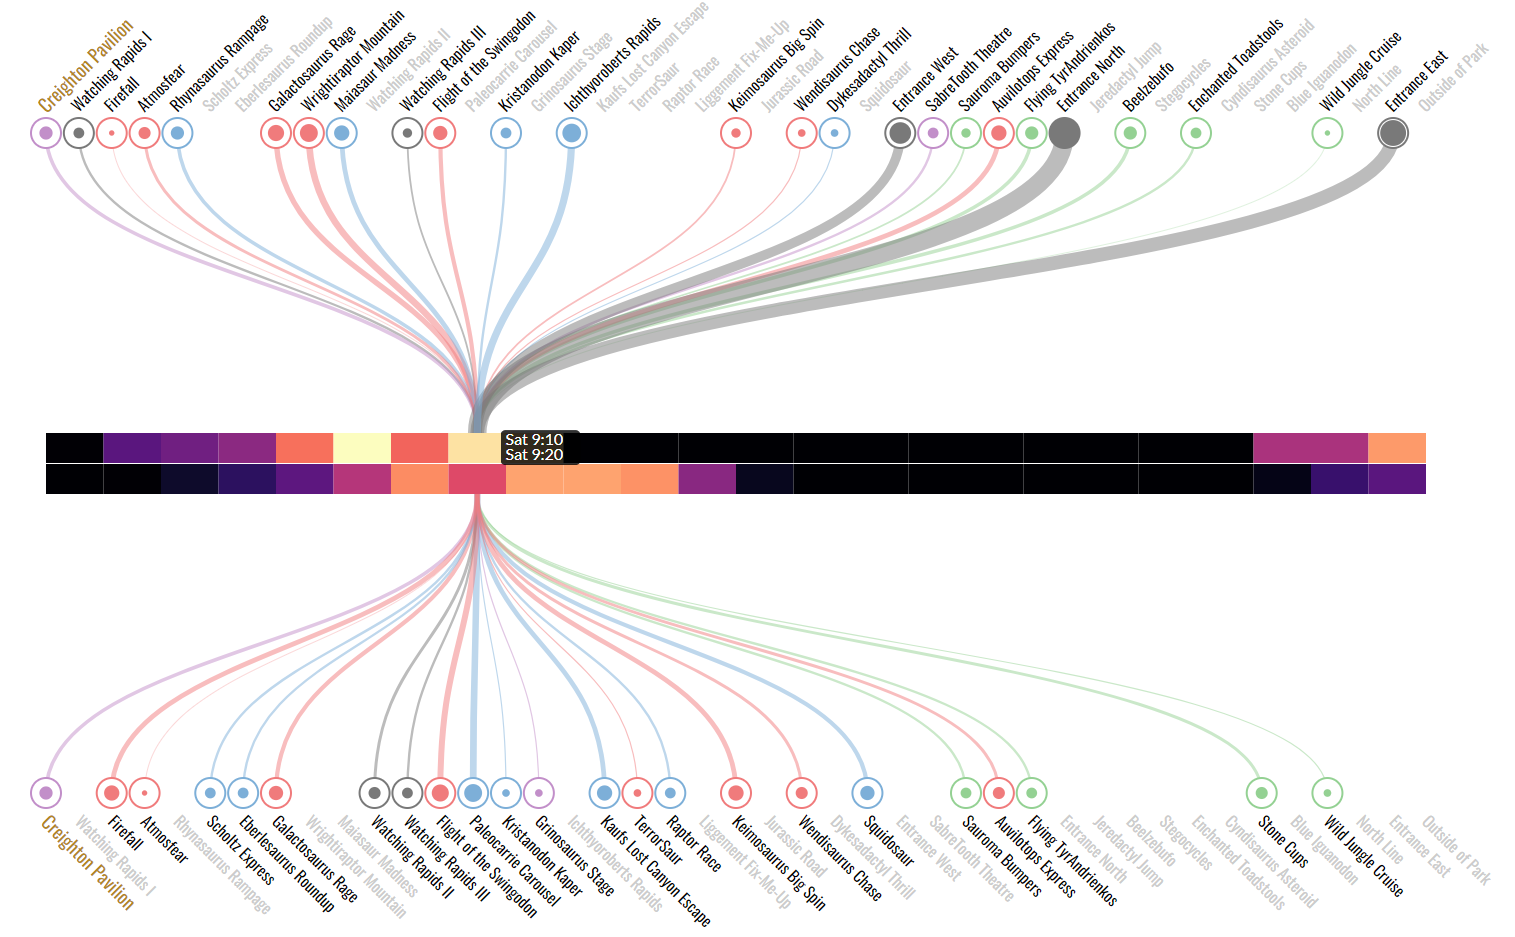 Creighton Pavilion
Watching Rapids I
Firefall
Atmosfear
Rhynasaurus Rampage
Scholtz Express
Eberlesaurus Roundup
Galactosaurus Rage
Wrightiraptor Mountain
Maiasaur Madness
Watching Rapids II
Watching Rapids III
Flight of the Swingodon
Paleocarrie Carousel
Kristanodon Kaper
Grinosaurus Stage
Ichthyoroberts Rapids
Kaufs Lost Canyon Escape
TerrorSaur
Raptor Race
Liggement Fix-Me-Up
Keimosaurus Big Spin
Jurassic Road
Wendisaurus Chase
Dykesadactyl Thrill
Squidosaur
Entrance West
SabreTooth Theatre
Sauroma Bumpers
Auvilotops Express
Flying TyrAndrienkos
Entrance North
Jeredactyl Jump
Beelzebufo
Stegocycles
Enchanted Toadstools
Cyndisaurus Asteroid
Stone Cups
Blue Iguanodon
Wild Jungle Cruise
North Line
Entrance East
Outside of Park
Sat 9:10
Sat 9:20
Creighton Pavilion
Watching Rapids I
Firefall
Atmosfear
Rhynasaurus Rampage
Scholtz Express
Eberlesaurus Roundup
Galactosaurus Rage
Wrightiraptor Mountain
Maiasaur Madness
Watching Rapids II
Watching Rapids III
Flight of the Swingodon
Paleocarrie Carousel
Kristanodon Kaper
Grinosaurus Stage
Ichthyoroberts Rapids
Kaufs Lost Canyon Escape
TerrorSaur
Raptor Race
Liggement Fix-Me-Up
Keimosaurus Big Spin
Jurassic Road
Wendisaurus Chase
Dykesadactyl Thrill
Squidosaur
Entrance West
SabreTooth Theatre
Sauroma Bumpers
Auvilotops Express
Flying TyrAndrienkos
Entrance North
Jeredactyl Jump
Beelzebufo
Stegocycles
Enchanted Toadstools
Cyndisaurus Asteroid
Stone Cups
Blue Iguanodon
Wild Jungle Cruise
North Line
Entrance East
Outside of Park